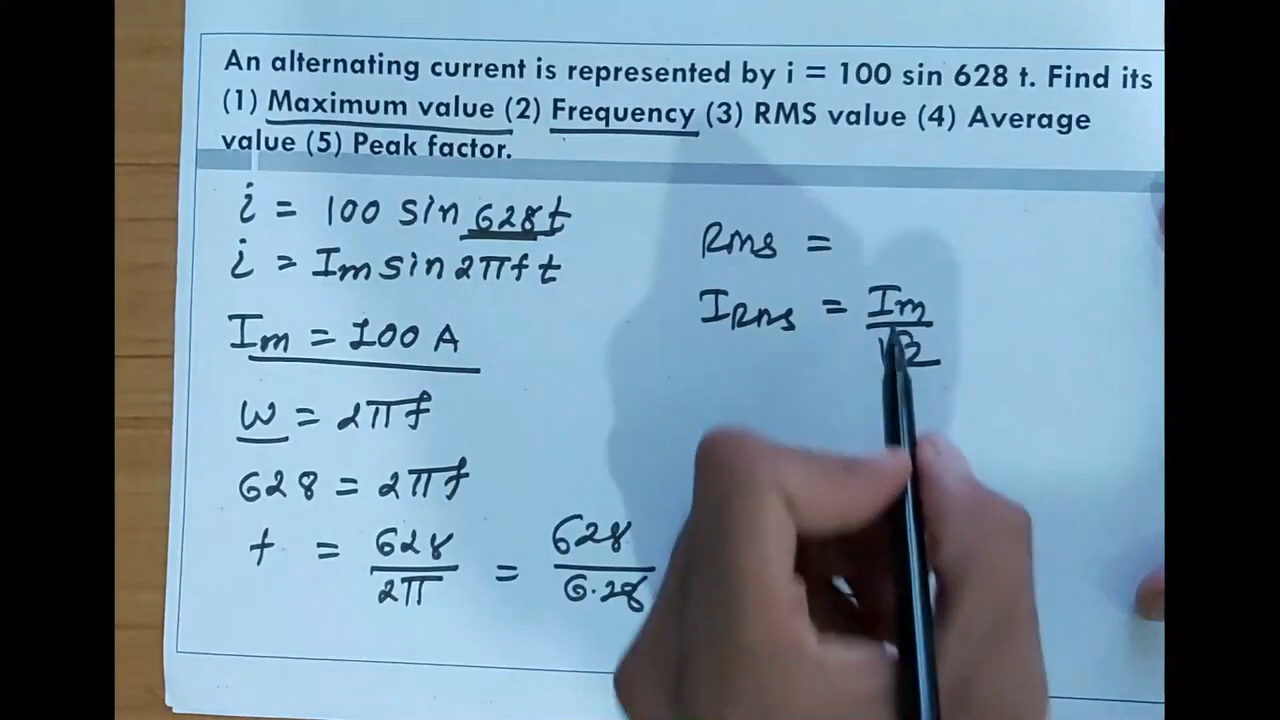 An alternating current is represented by i = 100 sin 628 t. Find its
(1) Maximum value (2) Frequency (3) RMS value (4) Average
value (5) Peak factor.
i = 100 sin 628t
i = Im sin 2πft
Im = 100 A
w = 2πf
628 = 2πf
f = 628/2π = 628/6.28
RMS =
IRMS = Im/√2